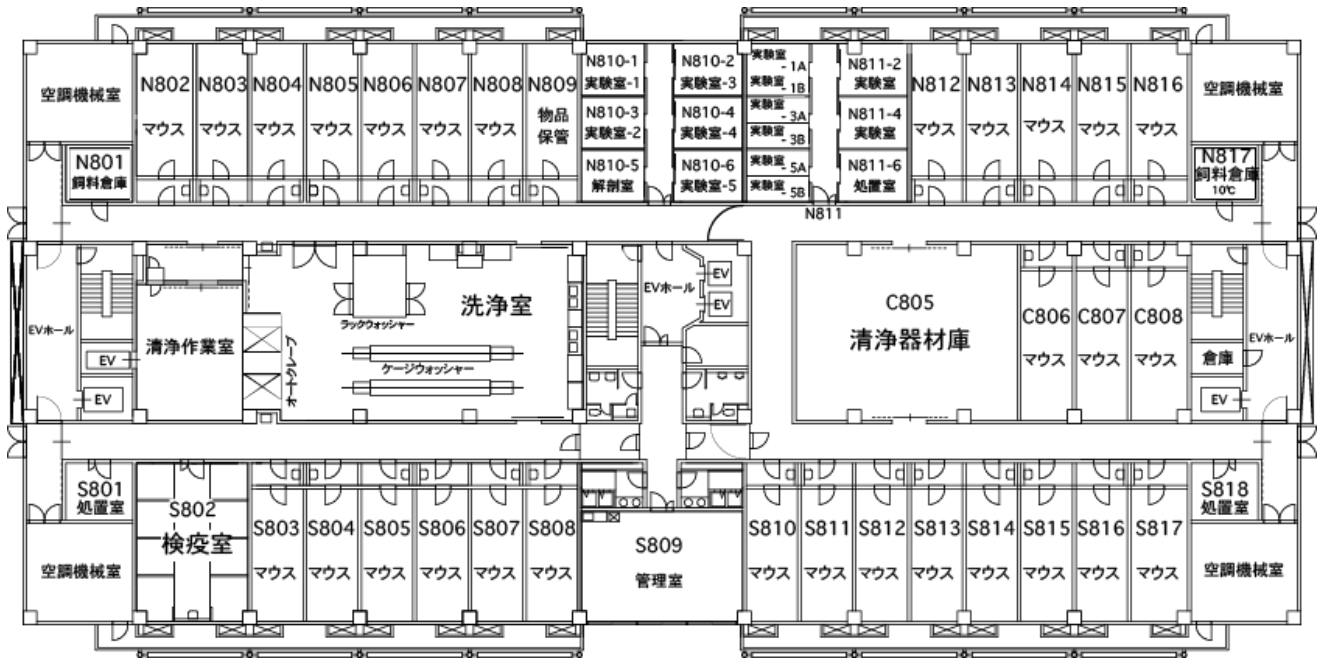 空調機械室
N801
飼料倉庫
N802
マウス
N803
マウス
N804
マウス
N805
マウス
N806
マウス
N807
マウス
N808
マウス
N809
物品
保管
N810-1
実験室-1
N810-3
実験室-2
N810-5
解剖室
N810-2
実験室-3
N810-4
実験室-4
N810-6
実験室-5
実験室
-1A
実験室
-1B
実験室
-3A
実験室
-3B
実験室
5A
実験室
5B
N811-2
実験室
N811-4
実験室
N811-6
処置室
N811
N812
マウス
N813
マウス
N814
マウス
N815
マウス
N816
マウス
空調機械室
N817
飼料倉庫
10℃
EVホール
EV
EV
清浄作業室
オートクレーブ
ラックウォッシャー
洗浄室
ケージウォッシャー
EVホール
EV
EV
C805
清浄器材庫
C806
マウス
C807
マウス
C808
マウス
倉庫
EV
EVホール
S801
処置室
空調機械室
S802
検疫室
S803
マウス
S804
マウス
S805
マウス
S806
マウス
S807
マウス
S808
マウス
S809
管理室
S810
マウス
S811
マウス
S812
マウス
S813
マウス
S814
マウス
S815
マウス
S816
マウス
S817
マウス
S818
処置室
空調機械室